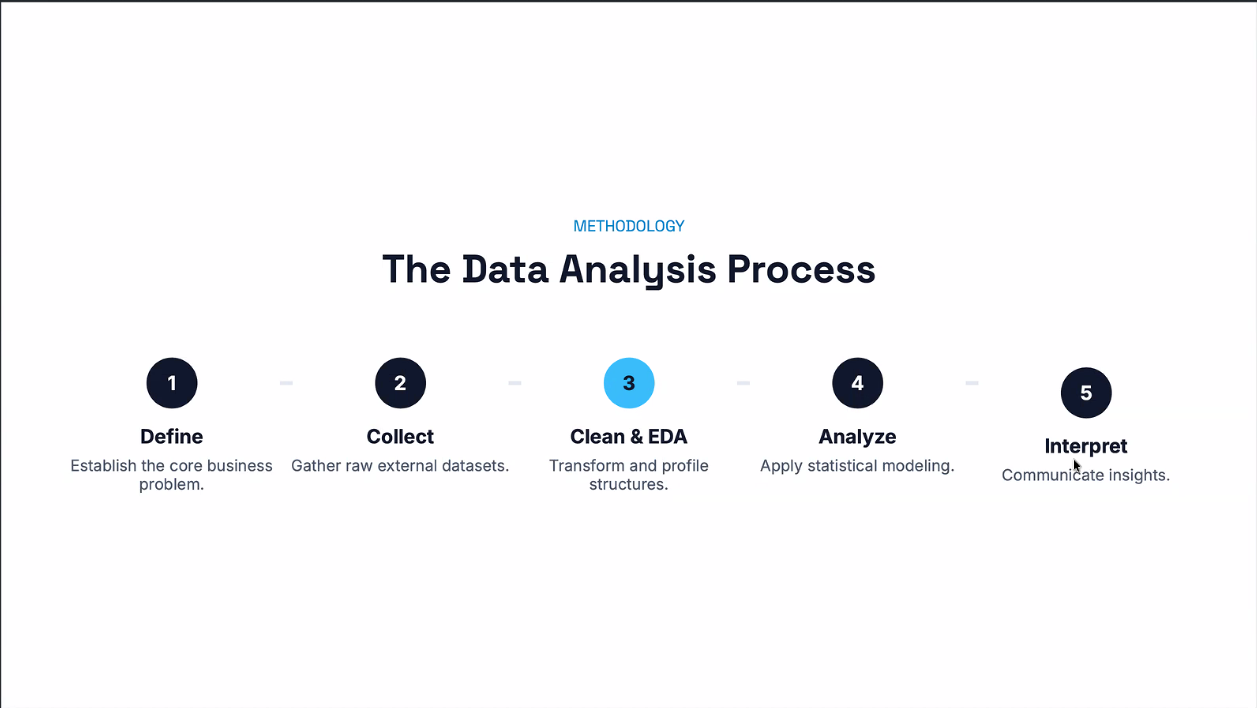 METHODOLOGY
The Data Analysis Process
1
Define
Establish the core business
problem.
2
Collect
Gather raw external datasets.
3
Clean & EDA
Transform and profile
structures.
4
Analyze
Apply statistical modeling.
5
Interpret
Communicate insights.